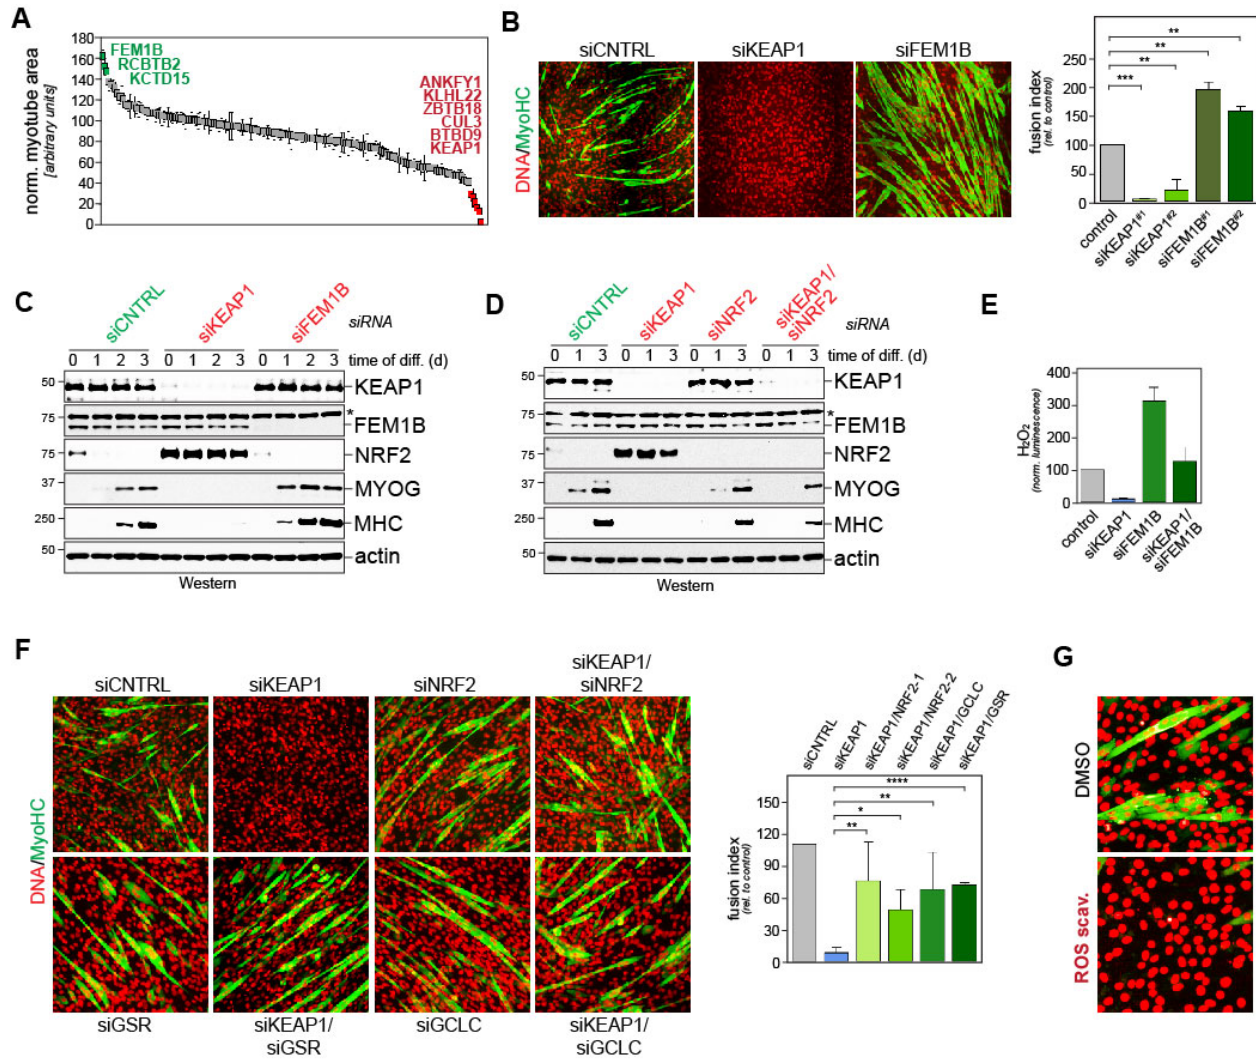 A
norm. myotube area
[arbitrary units]
180
160
140
120
100
80
60
40
20
0
FEM1B
RCBTB2
KCTD15
ANKFY1
KLHL22
ZBTB18
CUL3
BTBD9
KEAP1
B
siCNTRL
siKEAP1
siFEM1B
DNA/MyoHC
fusion index
(rel. to control)
250
200
150
100
50
0
**
**
**
***
control
siKEAP1#1
siKEAP1#2
siFEM1B#1
siFEM1B#2
C
siCNTRL
siKEAP1
siFEM1B
siRNA
0 1 2 3 0 1 2 3 0 1 2 3 time of diff. (d)
50
KEAP1
75
*
FEM1B
75
NRF2
37
MYOG
250
MHC
50
actin
Western
D
siCNTRL
siKEAP1
siNRF2
siKEAP1/
siNRF2
siRNA
0 1 3 0 1 3 0 1 3 0 1 3 time of diff. (d)
50
KEAP1
75
*
FEM1B
75
NRF2
37
MYOG
250
MHC
50
actin
Western
E
H2O2
(norm. luminescence)
400
300
200
100
0
control
siKEAP1
siFEM1B
siKEAP1/
siFEM1B
F
siCNTRL
siKEAP1
siNRF2
siKEAP1/
siNRF2
DNA/MyoHC
siGSR
siKEAP1/
siGSR
siGCLC
siKEAP1/
siGCLC
siCNTRL
siKEAP1
siKEAP1/NRF2-1
siKEAP1/NRF2-2
siKEAP1/GCLC
siKEAP1/GSR
fusion index
(rel. to control)
150
120
90
60
30
0
****
**
*
**
G
DMSO
ROS scav.